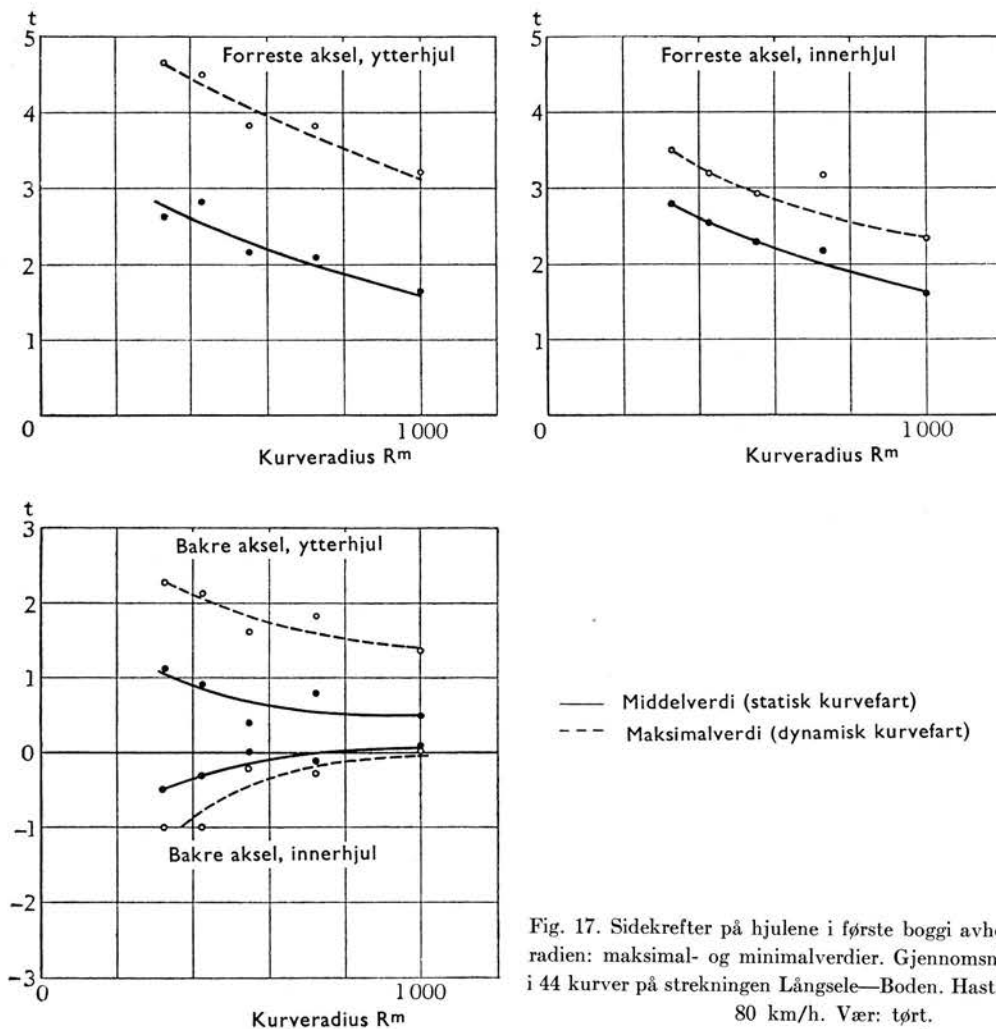 t
5
Forreste aksel, ytterhjul
4
3
2
1
0
1000
Kurveradius Rm
t
5
Forreste aksel, innerhjul
4
3
2
1
0
1000
Kurveradius Rm
t
3
Bakre aksel, ytterhjul
2
1
0
-1
Bakre aksel, innerhjul
-2
-3
0
1000
Kurveradius Rm
Middelverdi (statisk kurvefart)
Maksimalverdi (dynamisk kurvefart)
Fig. 17. Sidekrefter på hjulene i første boggi
radien: maksimal- og minimalverdier.
i 44 kurver på strekningen Långsele—Boden.
80 km/h. Vær: tørt.